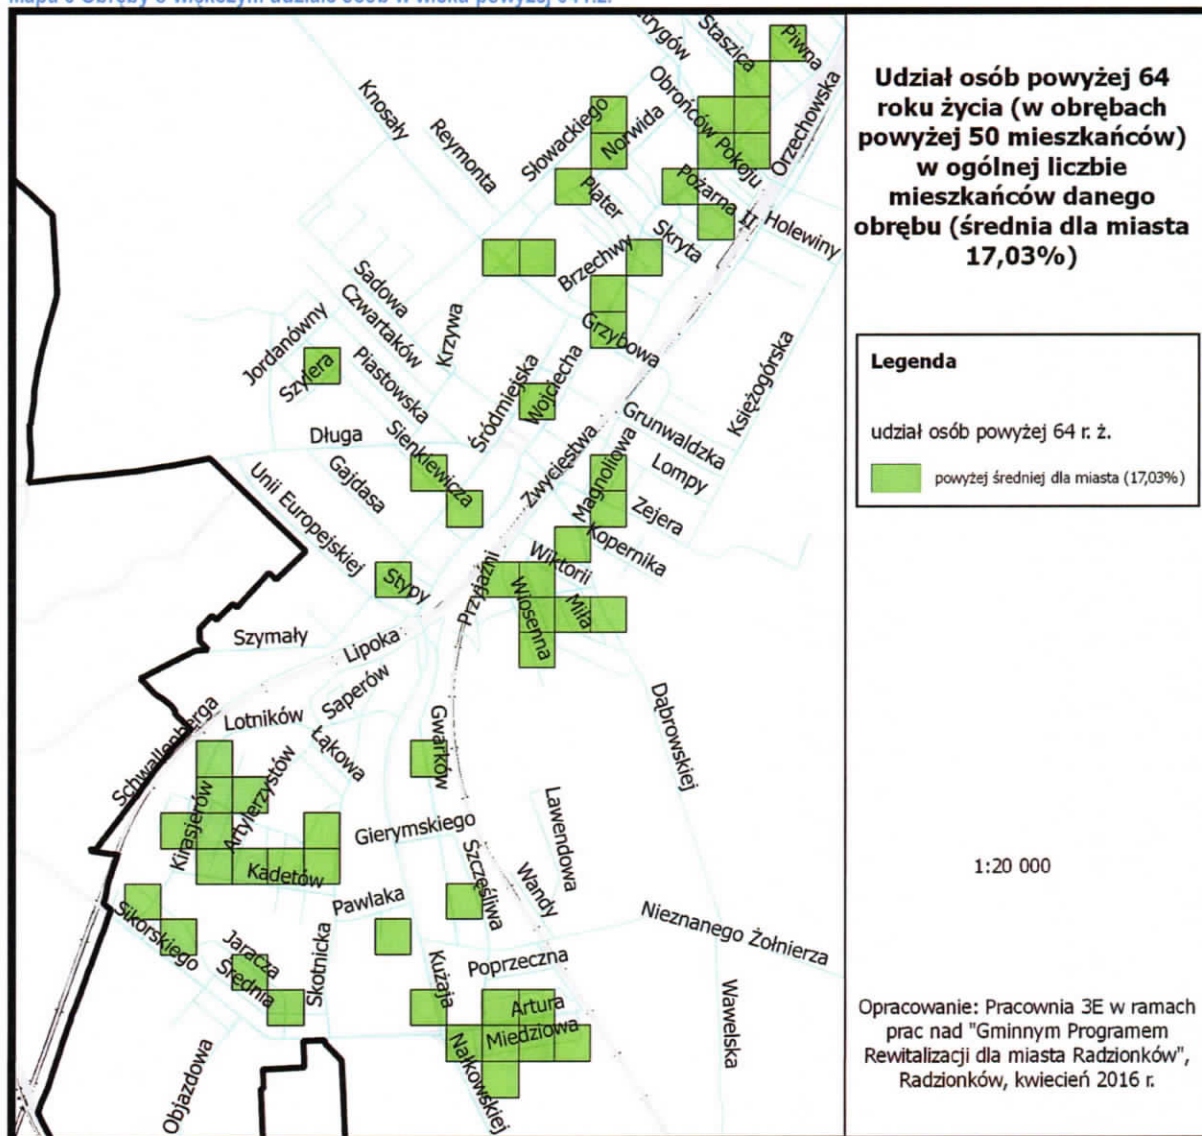 Udział osób powyżej 64
roku życia (w obrębach
powyżej 50 mieszkańców)
w ogólnej liczbie
mieszkańców danego
obrębu (średnia dla miasta
17,03%)
Legenda
udział osób powyżej 64 r. ż.
powyżej średniej dla miasta (17,03%)
1:20 000
Opracowanie: Pracownia 3E w ramach
prac nad "Gminnym Programem
Rewitalizacji dla miasta Radzionków",
Radzionków, kwiecień 2016 r.
Staszica
Piwna
Obrońców Pokoju
Orzechowska
Knosały
Reymonta
Słowackiego
Norwida
Plater
Pożarna II
Skryta
Holewiny
Brzechwy
Sadowa
Czwartaków
Krzywa
Grzybowa
Jordanówny
Szylera
Piastowska
Śródmiejska
Wojciecha
Księżogórska
Grunwaldzka
Długa
Sienkiewicza
Gajdasa
Unii Europejskiej
Zwycięstwa
Magnoliowa
Lompy
Zejera
Kopernika
Wiktorii
Stypy
Przyjaźni
Wiosenna
Miła
Szymały
Lipoka
Saperów
Lotników
Schwallenberga
Łąkowa
Gwarków
Dąbrowskiej
Kirasjerów
Artylerzystów
Gierymskiego
Lawendowa
Kadetów
Szczęśliwa
Wandy
Pawlaka
Nieznanego Żołnierza
Sikorskiego
Jaracza
Średnia
Skotnicka
Kużaja
Poprzeczna
Artura
Miedziowa
Wawelska
Nałkowskiej
Objazdowa